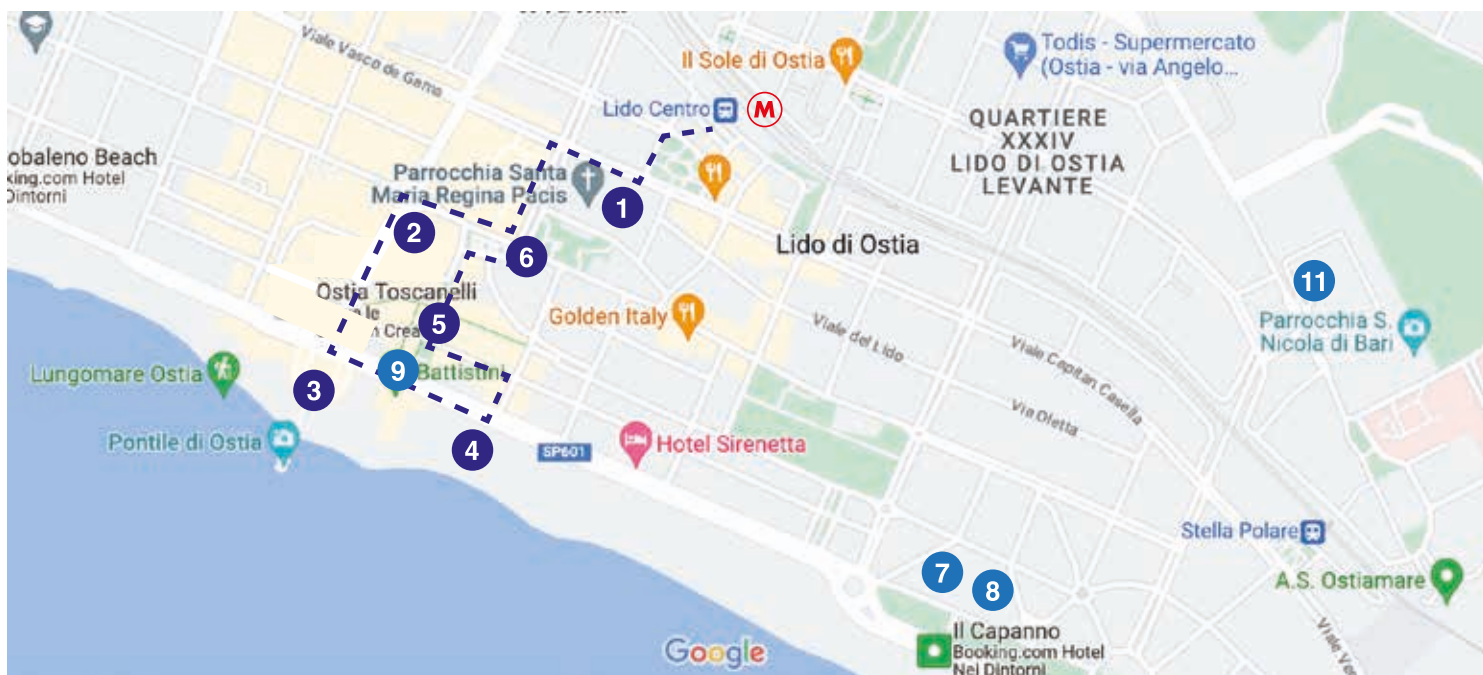 Viale Vasco de Gama
Il Sole di Ostia
Todis - Supermercato
(Ostia - via Angelo...
Lido Centro
M
QUARTIERE
XXXIV
LIDO DI OSTIA
LEVANTE
obaleno Beach
king.com Hotel
Dintorni
Parrocchia Santa
Maria Regina Pacis
1
2
6
Lido di Ostia
11
Ostia Toscanelli
5
Golden Italy
Viale del Lido
Viale Capitan Casella
Parrocchia S.
Nicola di Bari
Lungomare Ostia
3
9
Battistini
Via Oletta
Pontile di Ostia
4
SP601
Hotel Sirenetta
Stella Polare
7
8
A.S. Ostiamare
Il Capanno
Booking.com Hotel
Nei Dintorni
Google